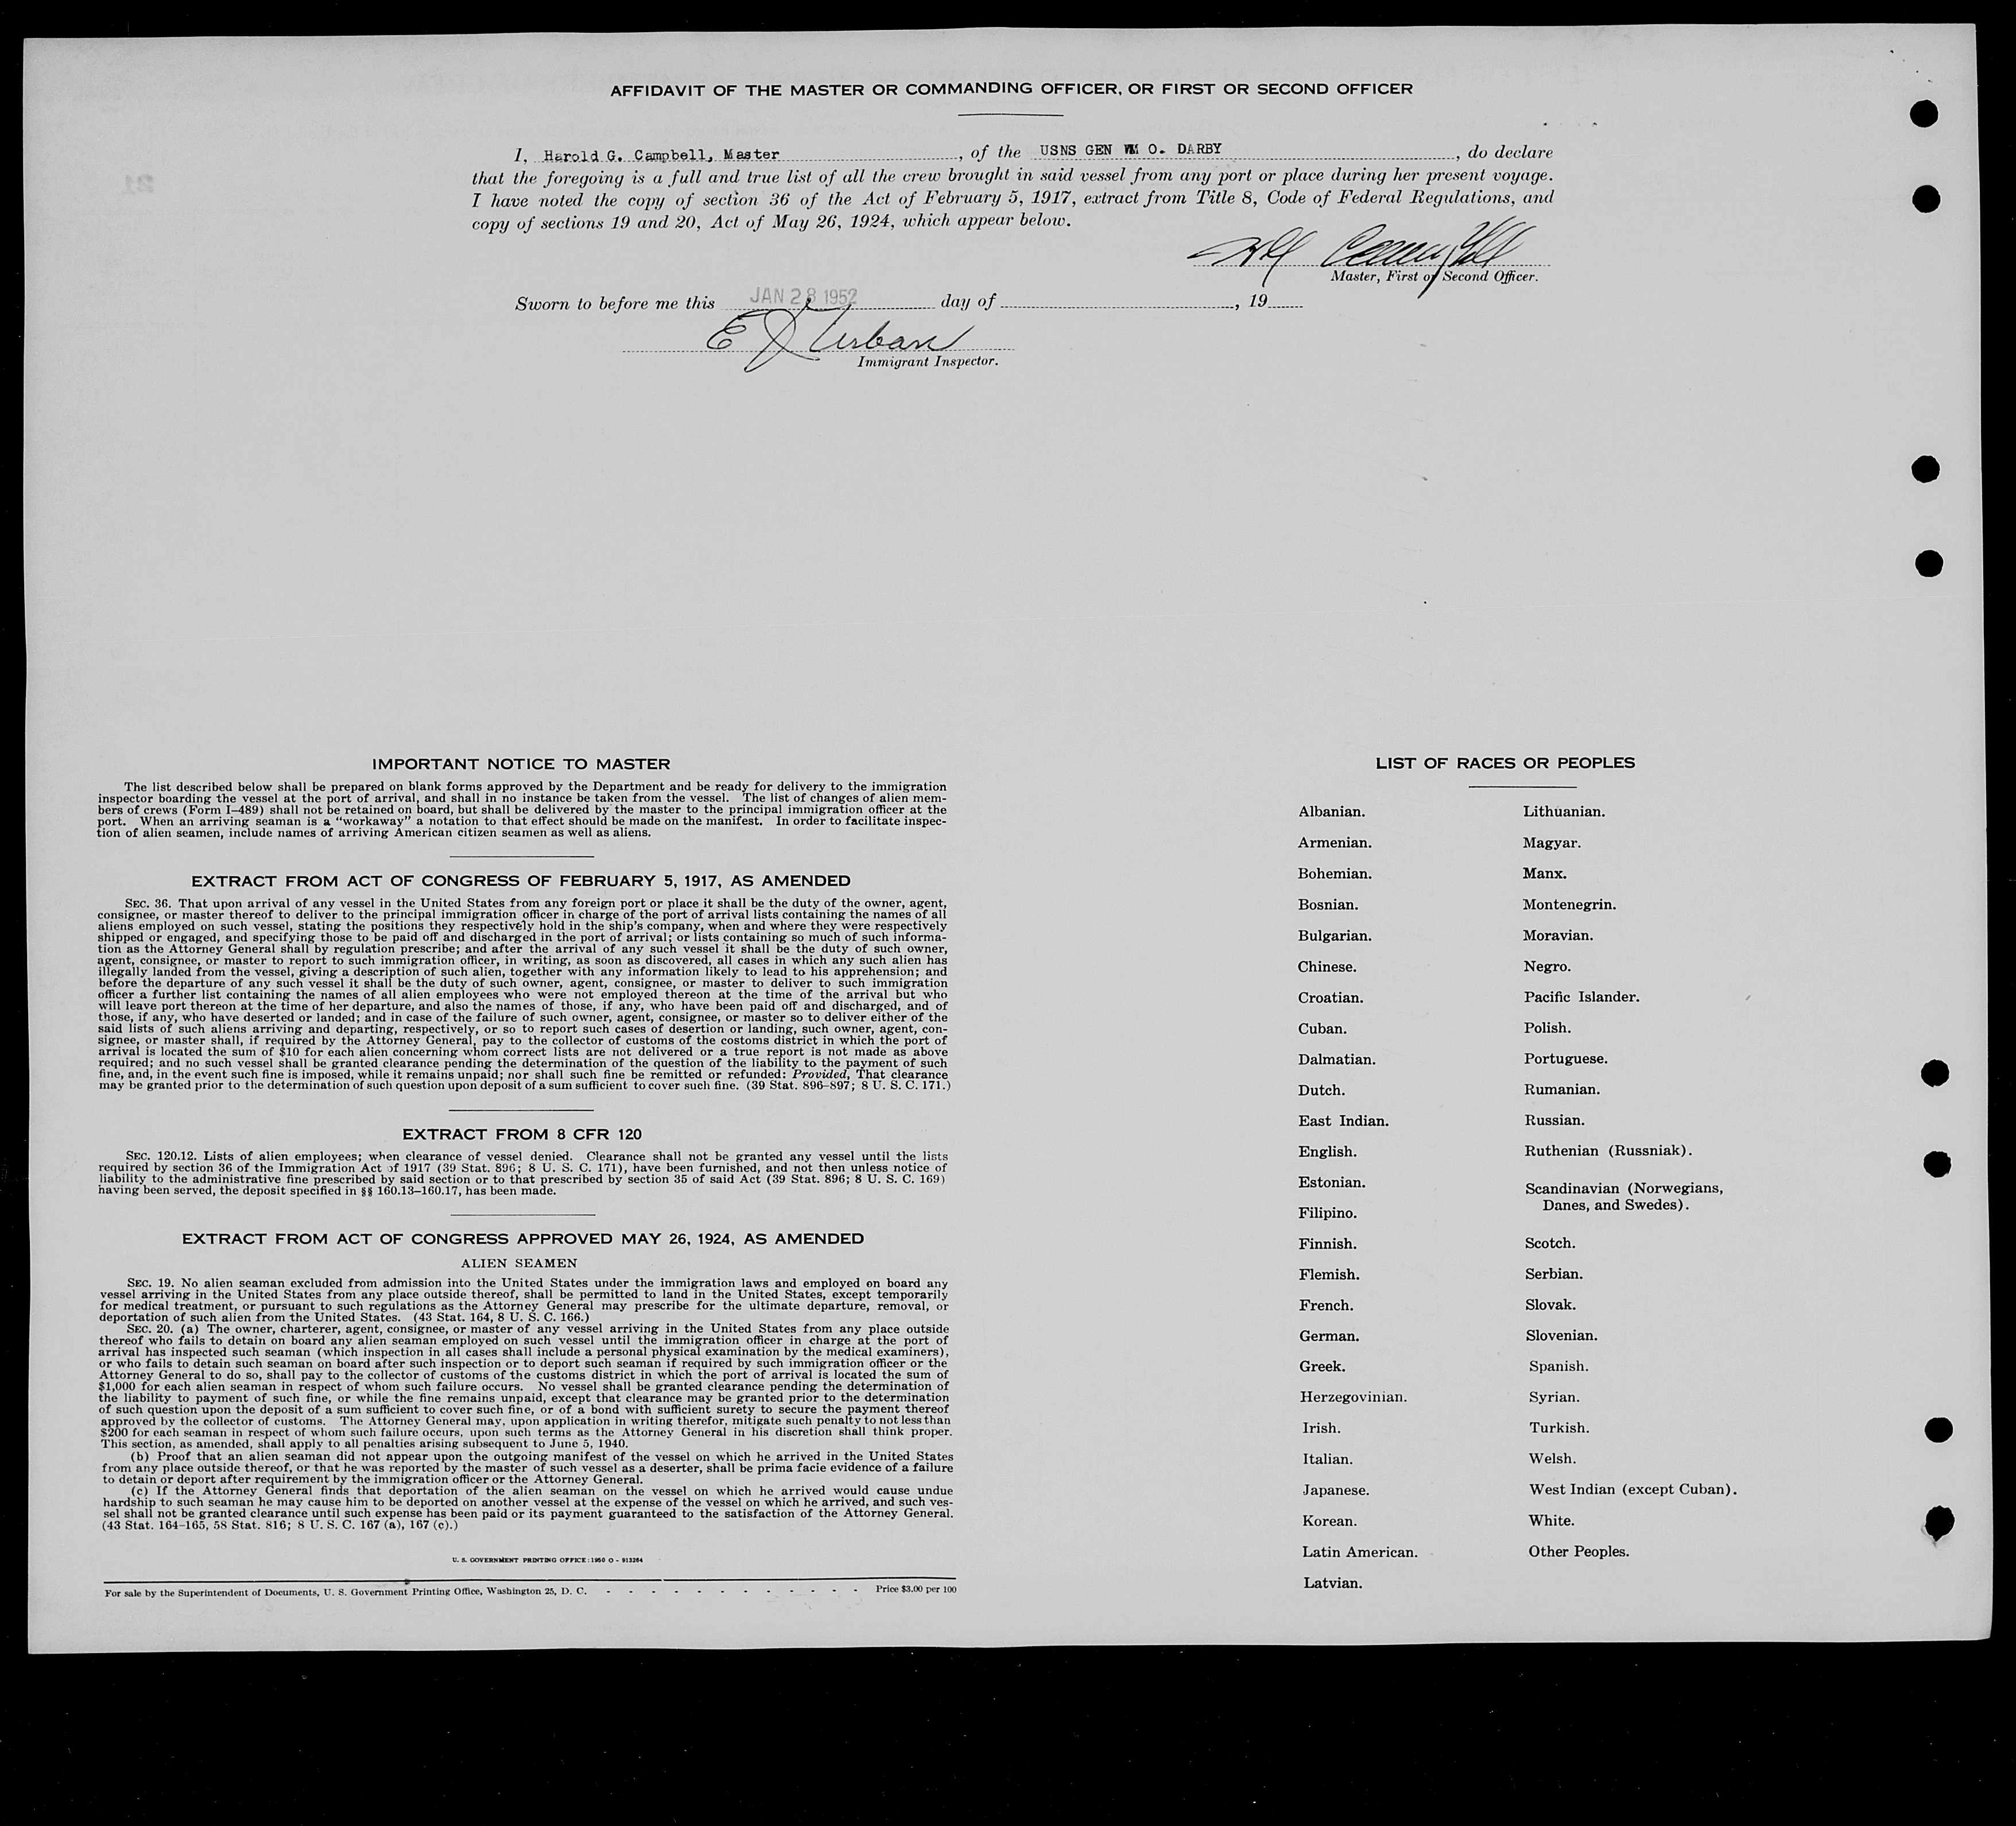 AFFIDAVIT OF THE MASTER OR COMMANDING OFFICER, OR FIRST OR SECOND OFFICER
I, Harold G. Campbell, Master, of the USNS GEN WM O. DARBY, do declare
that the foregoing is a full and true list of all the crew brought in said vessel from any port or place during her present voyage.
I have noted the copy of section 36 of the Act of February 5, 1917, extract from Title 8, Code of Federal Regulations, and
copy of sections 19 and 20, Act of May 26, 1924, which appear below.
Campbell
Master, First or Second Officer.
Sworn to before me this JAN 28 1952 day of , 19
E J Urban
Immigrant Inspector.
IMPORTANT NOTICE TO MASTER
The list described below shall be prepared on blank forms approved by the Department and be ready for delivery to the immigration
inspector boarding the vessel at the port of arrival, and shall in no instance be taken from the vessel. The list of changes of alien mem-
bers of crews (Form I–489) shall not be retained on board, but shall be delivered by the master to the principal immigration officer at the
port. When an arriving seaman is a “workaway” a notation to that effect should be made on the manifest. In order to facilitate inspec-
tion of alien seamen, include names of arriving American citizen seamen as well as aliens.
EXTRACT FROM ACT OF CONGRESS OF FEBRUARY 5, 1917, AS AMENDED
SEC. 36. That upon arrival of any vessel in the United States from any foreign port or place it shall be the duty of the owner, agent,
consignee, or master thereof to deliver to the principal immigration officer in charge of the port of arrival lists containing the names of all
aliens employed on such vessel, stating the positions they respectively hold in the ship's company, when and where they were respectively
shipped or engaged, and specifying those to be paid off and discharged in the port of arrival; or lists containing so much of such informa-
tion as the Attorney General shall by regulation prescribe; and after the arrival of any such vessel it shall be the duty of such owner,
agent, consignee, or master to report to such immigration officer, in writing, as soon as discovered, all cases in which any such alien has
illegally landed from the vessel, giving a description of such alien, together with any information likely to lead to his apprehension; and
before the departure of any such vessel it shall be the duty of such owner, agent, consignee, or master to deliver to such immigration
officer a further list containing the names of all alien employees who were not employed thereon at the time of the arrival but who
will leave port thereon at the time of her departure, and also the names of those, if any, who have been paid off and discharged, and of
those, if any, who have deserted or landed; and in case of the failure of such owner, agent, consignee, or master so to deliver either of the
said lists of such aliens arriving and departing, respectively, or so to report such cases of desertion or landing, such owner, agent, con-
signee, or master shall, if required by the Attorney General, pay to the collector of customs of the costoms district in which the port of
arrival is located the sum of $10 for each alien concerning whom correct lists are not delivered or a true report is not made as above
required; and no such vessel shall be granted clearance pending the determination of the question of the liability to the payment of such
fine, and, in the event such fine is imposed, while it remains unpaid; nor shall such fine be remitted or refunded: Provided, That clearance
may be granted prior to the determination of such question upon deposit of a sum sufficient to cover such fine. (39 Stat. 896–897; 8 U. S. C. 171.)
EXTRACT FROM 8 CFR 120
SEC. 120.12. Lists of alien employees; when clearance of vessel denied. Clearance shall not be granted any vessel until the lists
required by section 36 of the Immigration Act of 1917 (39 Stat. 896; 8 U. S. C. 171), have been furnished, and not then unless notice of
liability to the administrative fine prescribed by said section or to that prescribed by section 35 of said Act (39 Stat. 896; 8 U. S. C. 169)
having been served, the deposit specified in §§ 160.13–160.17, has been made.
EXTRACT FROM ACT OF CONGRESS APPROVED MAY 26, 1924, AS AMENDED
ALIEN SEAMEN
SEC. 19. No alien seaman excluded from admission into the United States under the immigration laws and employed on board any
vessel arriving in the United States from any place outside thereof, shall be permitted to land in the United States, except temporarily
for medical treatment, or pursuant to such regulations as the Attorney General may prescribe for the ultimate departure, removal, or
deportation of such alien from the United States. (43 Stat. 164, 8 U. S. C. 166.)
SEC. 20. (a) The owner, charterer, agent, consignee, or master of any vessel arriving in the United States from any place outside
thereof who fails to detain on board any alien seaman employed on such vessel until the immigration officer in charge at the port of
arrival has inspected such seaman (which inspection in all cases shall include a personal physical examination by the medical examiners),
or who fails to detain such seaman on board after such inspection or to deport such seaman if required by such immigration officer or the
Attorney General to do so, shall pay to the collector of customs of the customs district in which the port of arrival is located the sum of
$1,000 for each alien seaman in respect of whom such failure occurs. No vessel shall be granted clearance pending the determination of
the liability to payment of such fine, or while the fine remains unpaid, except that clearance may be granted prior to the determination
of such question upon the deposit of a sum sufficient to cover such fine, or of a bond with sufficient surety to secure the payment thereof
approved by the collector of customs. The Attorney General may, upon application in writing therefor, mitigate such penalty to not less than
$200 for each seaman in respect of whom such failure occurs, upon such terms as the Attorney General in his discretion shall think proper.
This section, as amended, shall apply to all penalties arising subsequent to June 5, 1940.
(b) Proof that an alien seaman did not appear upon the outgoing manifest of the vessel on which he arrived in the United States
from any place outside thereof, or that he was reported by the master of such vessel as a deserter, shall be prima facie evidence of a failure
to detain or deport after requirement by the immigration officer or the Attorney General.
(c) If the Attorney General finds that deportation of the alien seaman on the vessel on which he arrived would cause undue
hardship to such seaman he may cause him to be deported on another vessel at the expense of the vessel on which he arrived, and such ves-
sel shall not be granted clearance until such expense has been paid or its payment guaranteed to the satisfaction of the Attorney General.
(43 Stat. 164–165, 58 Stat. 816; 8 U. S. C. 167 (a), 167 (c).)
U. S. GOVERNMENT PRINTING OFFICE : 1950 O - 913264
For sale by the Superintendent of Documents, U. S. Government Printing Office, Washington 25, D. C. - - - - - - - - - - - - Price $3.00 per 100
LIST OF RACES OR PEOPLES
Albanian.
Armenian.
Bohemian.
Bosnian.
Bulgarian.
Chinese.
Croatian.
Cuban.
Dalmatian.
Dutch.
East Indian.
English.
Estonian.
Filipino.
Finnish.
Flemish.
French.
German.
Greek.
Herzegovinian.
Irish.
Italian.
Japanese.
Korean.
Latin American.
Latvian.
Lithuanian.
Magyar.
Manx.
Montenegrin.
Moravian.
Negro.
Pacific Islander.
Polish.
Portuguese.
Rumanian.
Russian.
Ruthenian (Russniak).
Scandinavian (Norwegians,
Danes, and Swedes).
Scotch.
Serbian.
Slovak.
Slovenian.
Spanish.
Syrian.
Turkish.
Welsh.
West Indian (except Cuban).
White.
Other Peoples.